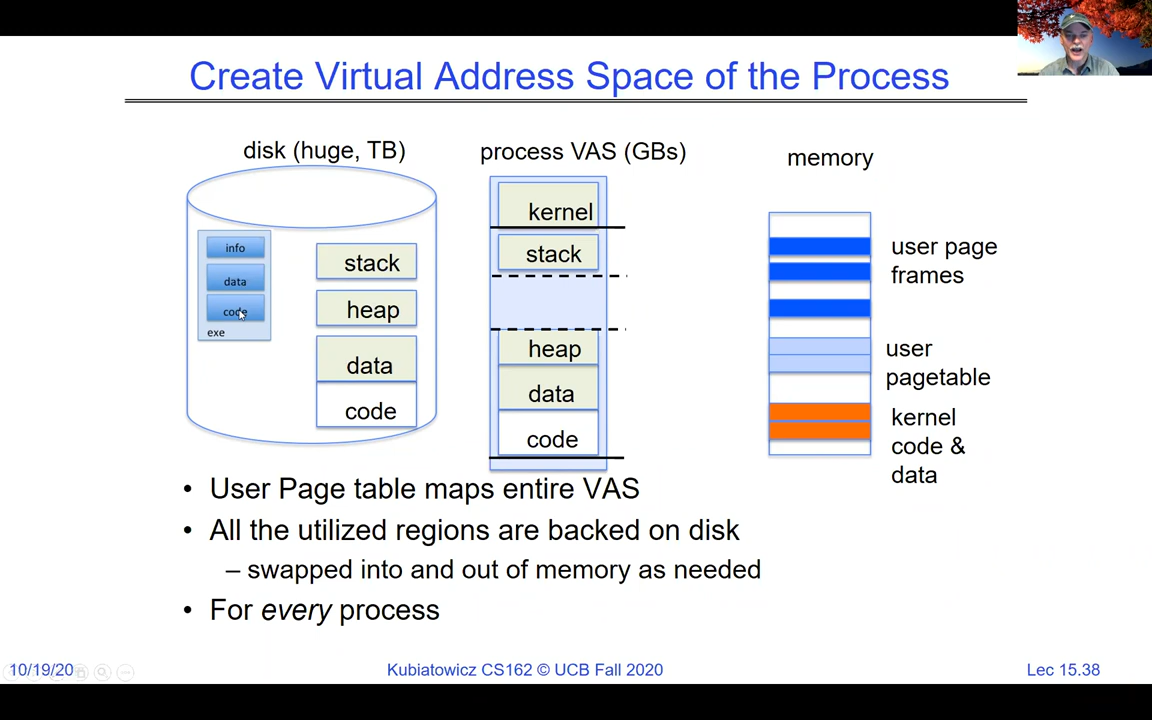 Create Virtual Address Space of the Process
disk (huge, TB)
process VAS (GBs)
memory
info
data
code
exe
stack
heap
data
code
kernel
stack
heap
data
code
user page
frames
user
pagetable
kernel
code &
data
• User Page table maps entire VAS
• All the utilized regions are backed on disk
– swapped into and out of memory as needed
• For every process
10/19/20
Kubiatowicz CS162 © UCB Fall 2020
Lec 15.38